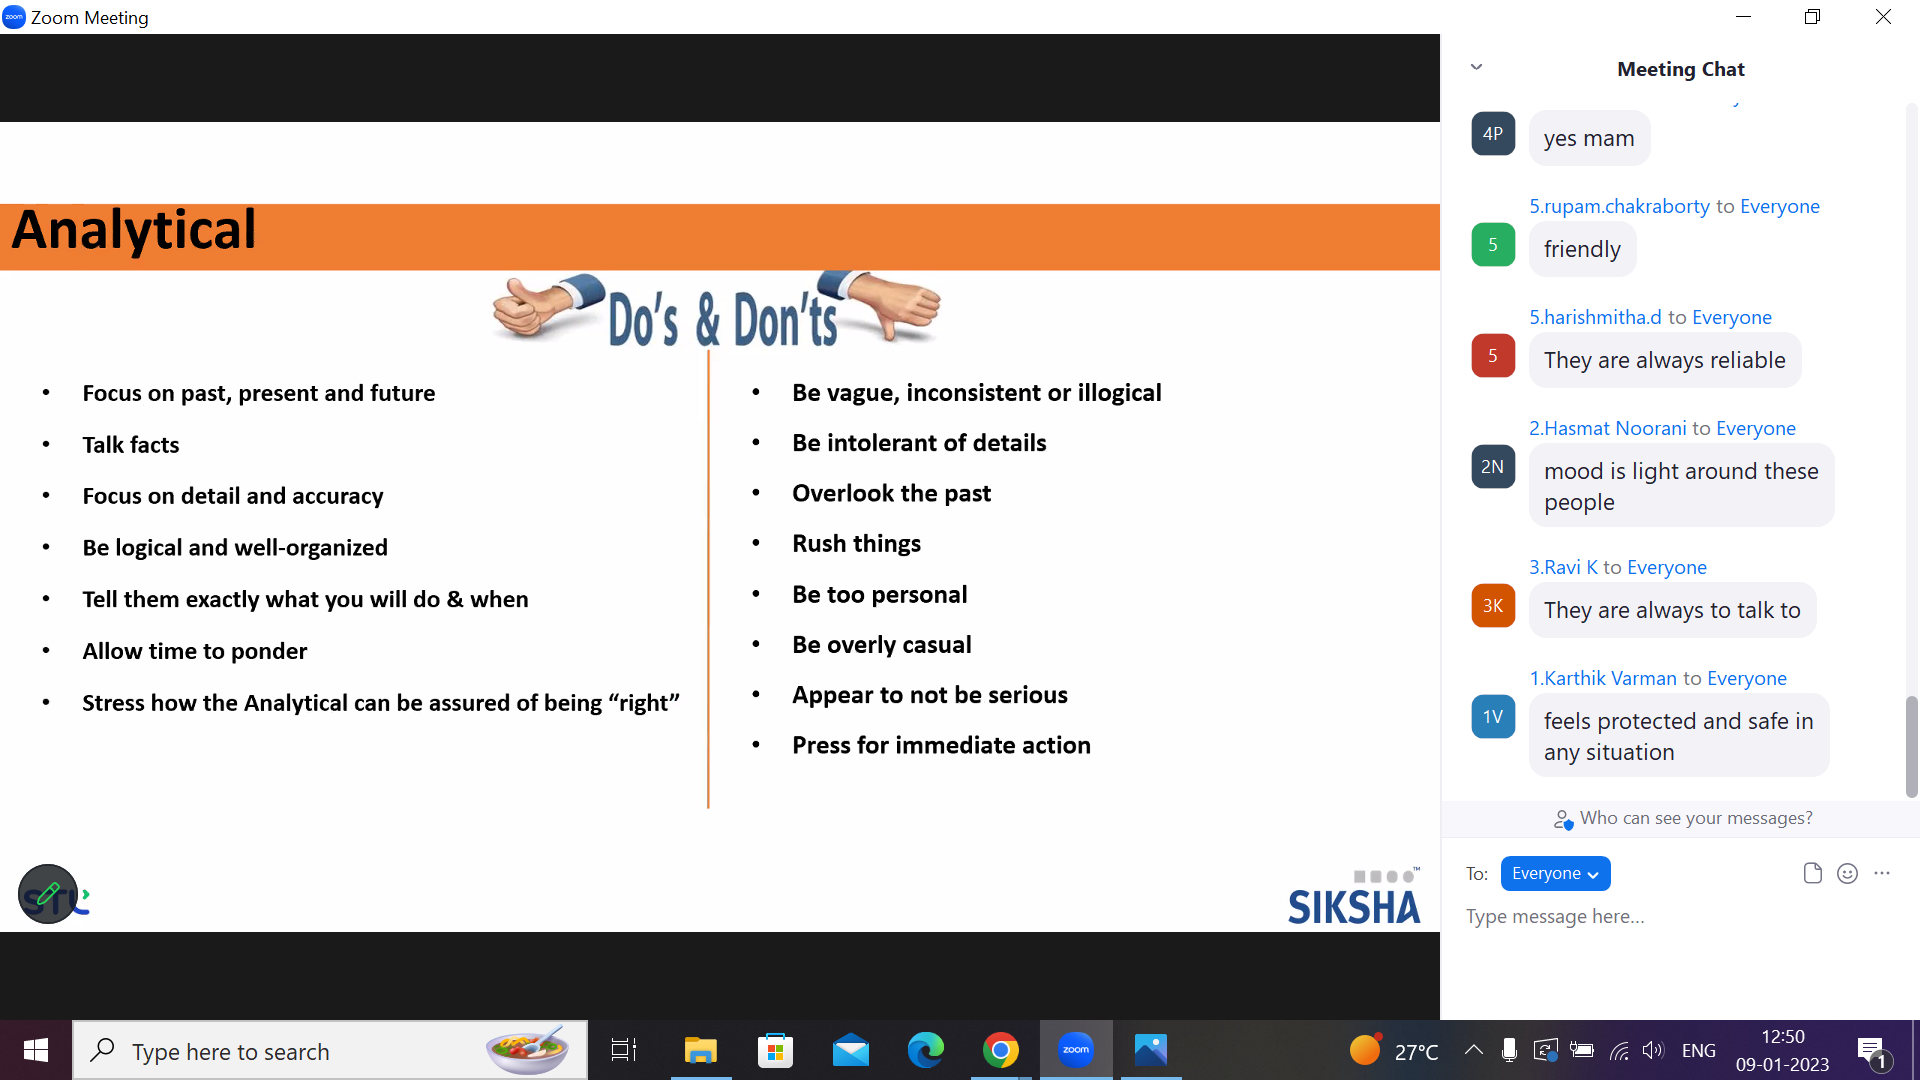 zoom Zoom Meeting
Analytical
Do's & Don'ts
• Focus on past, present and future
• Talk facts
• Focus on detail and accuracy
• Be logical and well-organized
• Tell them exactly what you will do & when
• Allow time to ponder
• Stress how the Analytical can be assured of being “right”
• Be vague, inconsistent or illogical
• Be intolerant of details
• Overlook the past
• Rush things
• Be too personal
• Be overly casual
• Appear to not be serious
• Press for immediate action
SIKSHA™
Meeting Chat
4P
yes mam
5.rupam.chakraborty to Everyone
5
friendly
5.harishmitha.d to Everyone
5
They are always reliable
2.Hasmat Noorani to Everyone
2N
mood is light around these
people
3.Ravi K to Everyone
3K
They are always to talk to
1.Karthik Varman to Everyone
1V
feels protected and safe in
any situation
Who can see your messages?
To: Everyone
Type message here...
Type here to search
zoom
27°C
ENG
12:50
09-01-2023
1